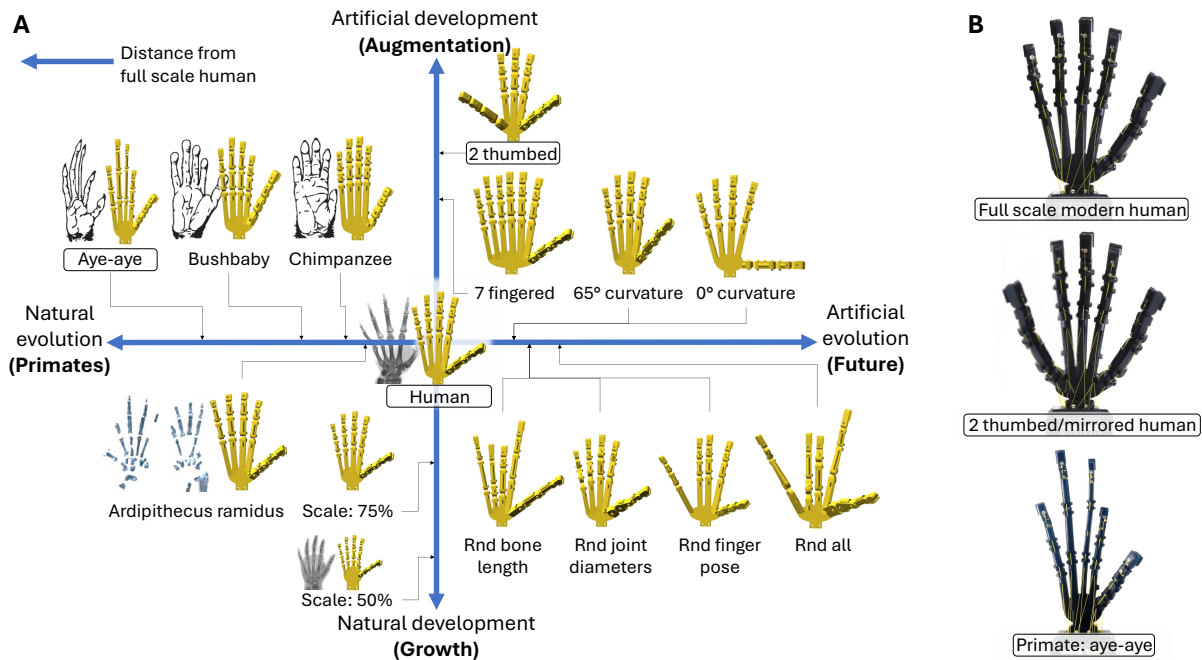 A
Distance from
full scale human
Artificial development
(Augmentation)
2 thumbed
Aye-aye
Bushbaby
Chimpanzee
7 fingered
65° curvature
0° curvature
Natural
evolution
(Primates)
Artificial
evolution
(Future)
Human
Ardipithecus ramidus
Scale: 75%
Scale: 50%
Rnd bone
length
Rnd joint
diameters
Rnd finger
pose
Rnd all
Natural development
(Growth)
B
Full scale modern human
2 thumbed/mirrored human
Primate: aye-aye